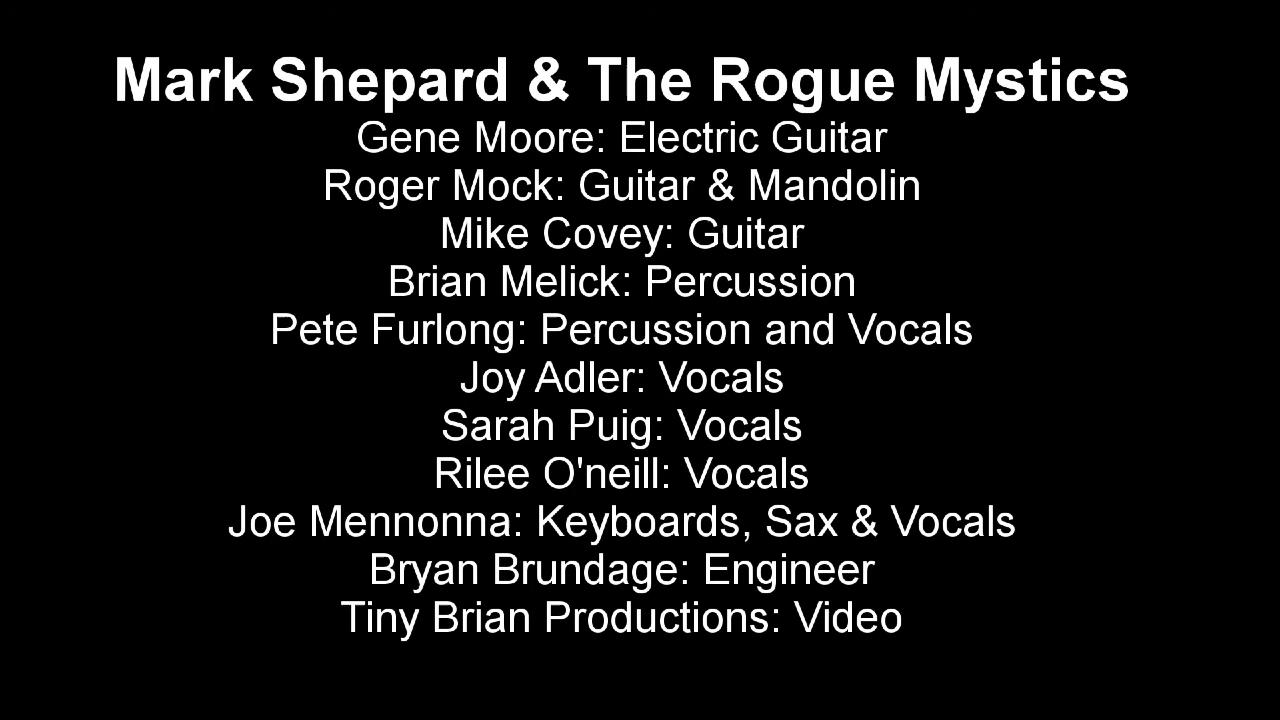 Mark Shepard & The Rogue Mystics
Gene Moore: Electric Guitar
Roger Mock: Guitar & Mandolin
Mike Covey: Guitar
Brian Melick: Percussion
Pete Furlong: Percussion and Vocals
Joy Adler: Vocals
Sarah Puig: Vocals
Rilee O'neill: Vocals
Joe Mennonna: Keyboards, Sax & Vocals
Bryan Brundage: Engineer
Tiny Brian Productions: Video